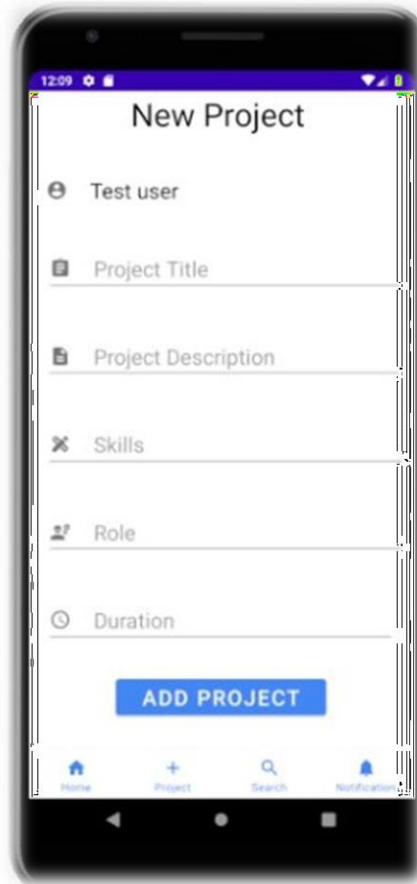 12:09
New Project
Test user
Project Title
Project Description
Skills
Role
Duration
ADD PROJECT
Home Project Search Notification